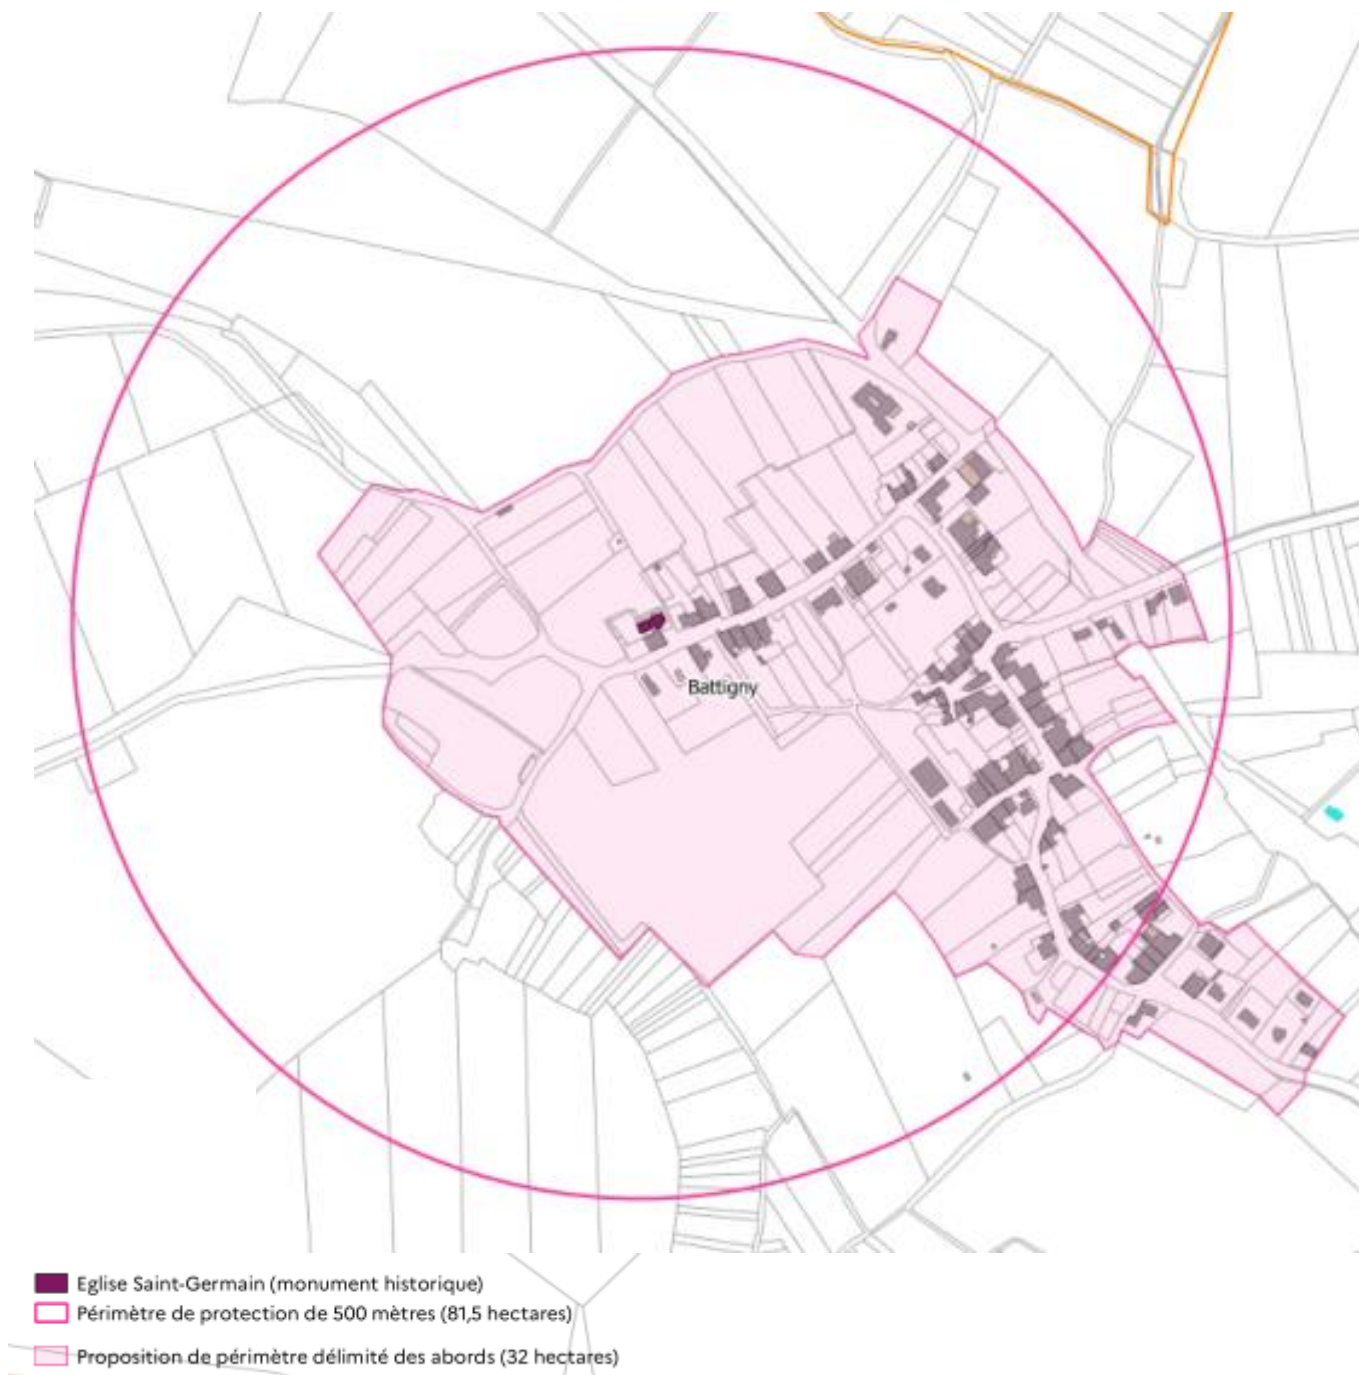 Battigny
Eglise Saint-Germain (monument historique)
Périmètre de protection de 500 mètres (81,5 hectares)
Proposition de périmètre délimité des abords (32 hectares)